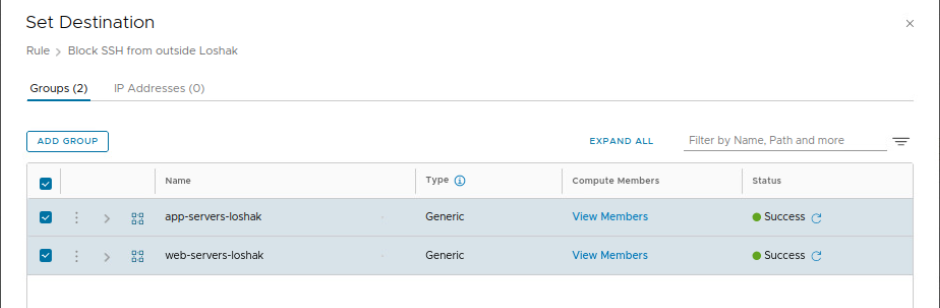 Set Destination
Rule > Block SSH from outside Loshak
Groups (2) IP Addresses (0)
ADD GROUP EXPAND ALL Filter by Name, Path and more
Name Type Compute Members Status
app-servers-loshak Generic View Members Success
web-servers-loshak Generic View Members Success